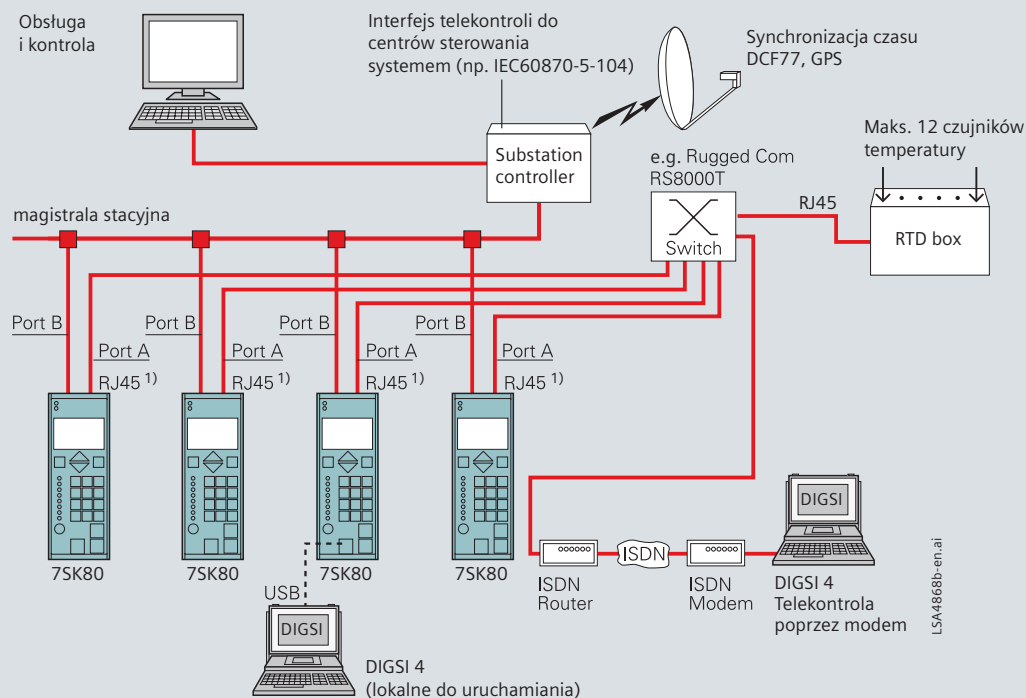 Obsługa
i kontrola
Interfejs telekontroli do
centrów sterowania
systemem (np. IEC60870-5-104)
Synchronizacja czasu
DCF77, GPS
Substation
controller
e.g. Rugged Com
RS8000T
Switch
Maks. 12 czujników
temperatury
RJ45
RTD box
magistrala stacyjna
Port B
Port B
Port B
Port B
Port A
RJ45 1)
Port A
RJ45 1)
Port A
RJ45 1)
Port A
RJ45 1)
7SK80
7SK80
7SK80
7SK80
USB
DIGSI
DIGSI 4
(lokalne do uruchamiania)
ISDN
Router
ISDN
ISDN
Modem
DIGSI
DIGSI 4
Telekontrola
poprzez modem
LSA4868b-en.ai